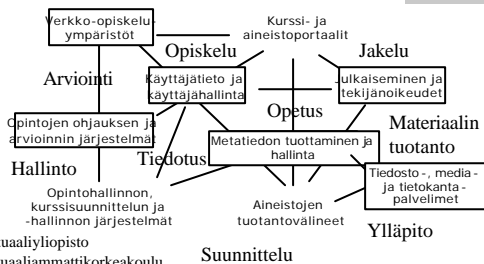 Verkko-opiskelu-
ympäristöt
Kurssi- ja
aineistoportaalit
Opiskelu
Jakelu
Arviointi
Käyttäjätieto ja
käyttäjähallinta
Julkaiseminen ja
tekijänoikeudet
Opetus
Opintojen ohjauksen ja
arvioinnin järjestelmät
Materiaalin
tuotanto
Metatiedon tuottaminen ja
hallinta
Tiedotus
Hallinto
Tiedosto-, media-
ja tietokanta-
palvelimet
Opintohallinnon,
kurssisuunnittelun ja
-hallinnon järjestelmät
Aineistojen
tuotantovälineet
Ylläpito
Suunnittelu
uaaliyliopisto
uaaliammattikorkeakoulu